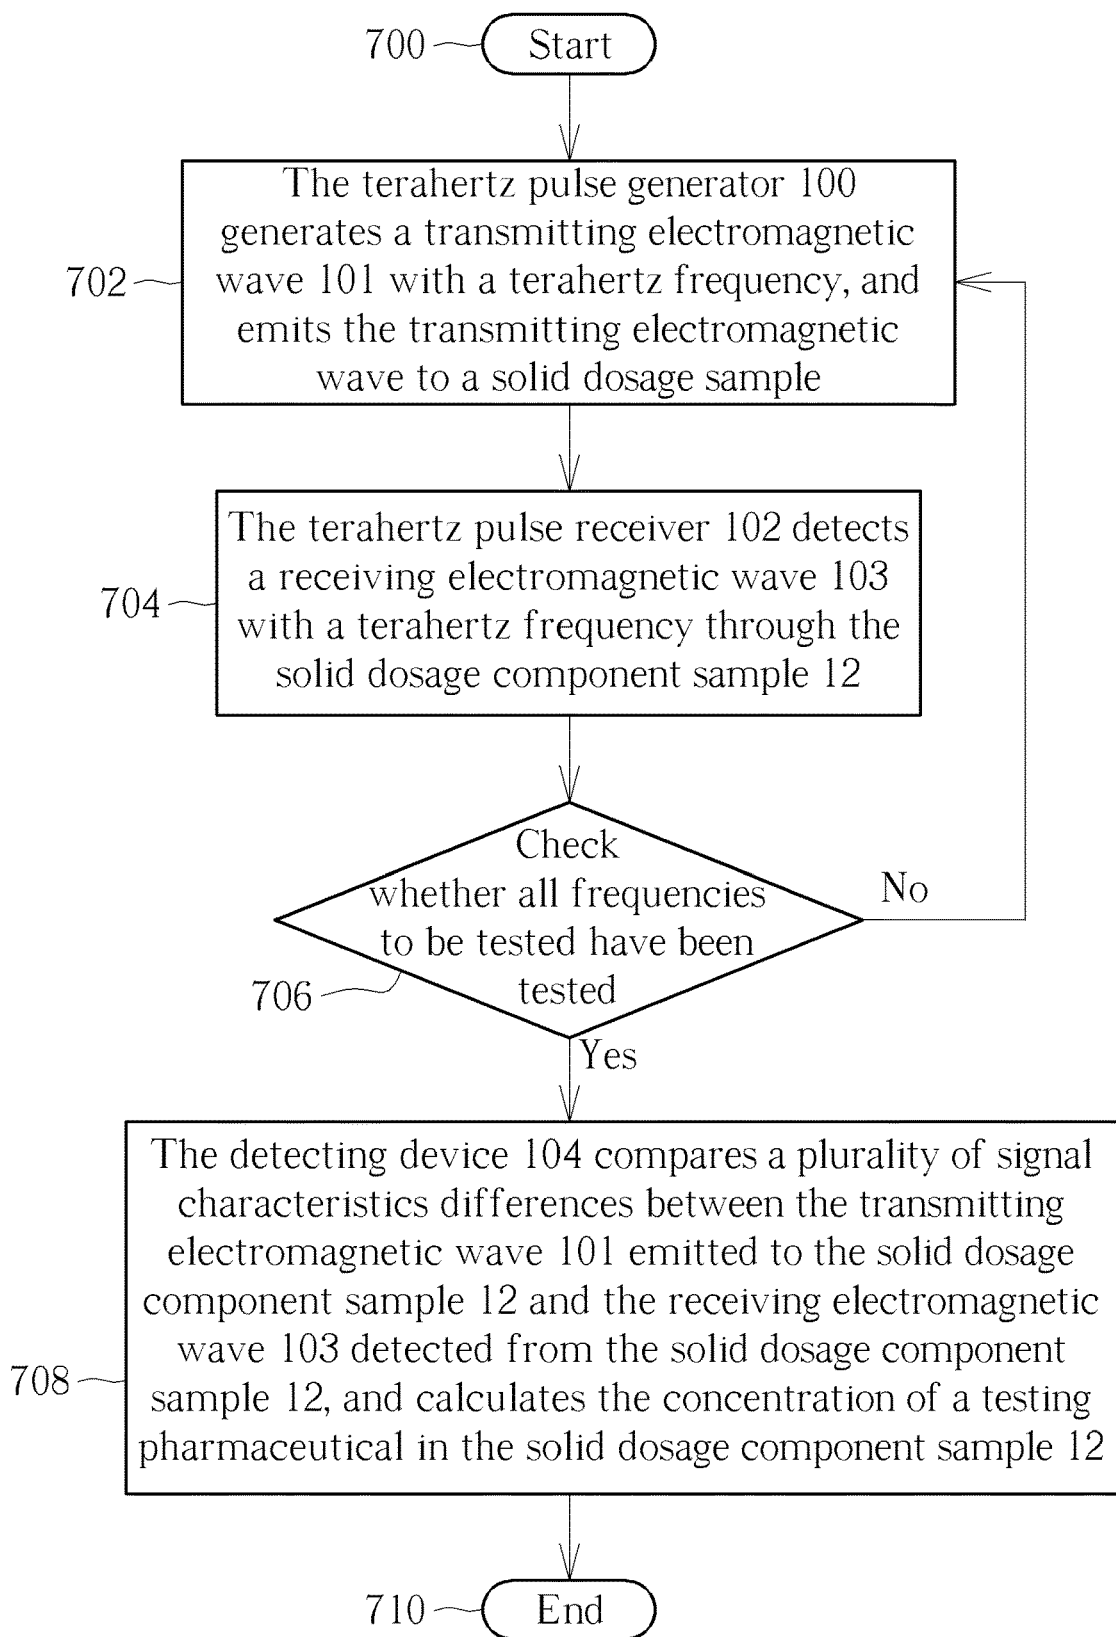 700
Start
The terahertz pulse generator 100
generates a transmitting electromagnetic
wave 101 with a terahertz frequency, and
emits the transmitting electromagnetic
wave to a solid dosage sample
702
The terahertz pulse receiver 102 detects
a receiving electromagnetic wave 103
with a terahertz frequency through the
solid dosage component sample 12
704
Check
whether all frequencies
to be tested have been
tested
No
706
Yes
The detecting device 104 compares a plurality of signal
characteristics differences between the transmitting
electromagnetic wave 101 emitted to the solid dosage
component sample 12 and the receiving electromagnetic
wave 103 detected from the solid dosage component
sample 12, and calculates the concentration of a testing
pharmaceutical in the solid dosage component sample 12
708
710
End